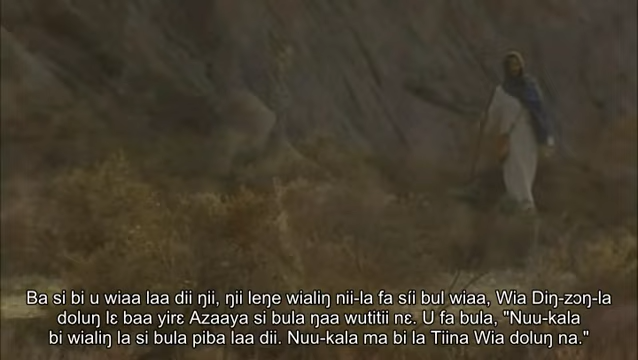 Ba si bi u wiaa laa dii ŋii, ŋii leŋe wialiŋ nii-la fa síi bul wiaa, Wia Diŋ-zɔŋ-la
doluŋ lɛ baa yirɛ Azaaya si bula ŋaa wutitii nɛ. U fa bula, "Nuu-kala
bi wialiŋ la si bula piba laa dii. Nuu-kala ma bi la Tiina Wia doluŋ na."